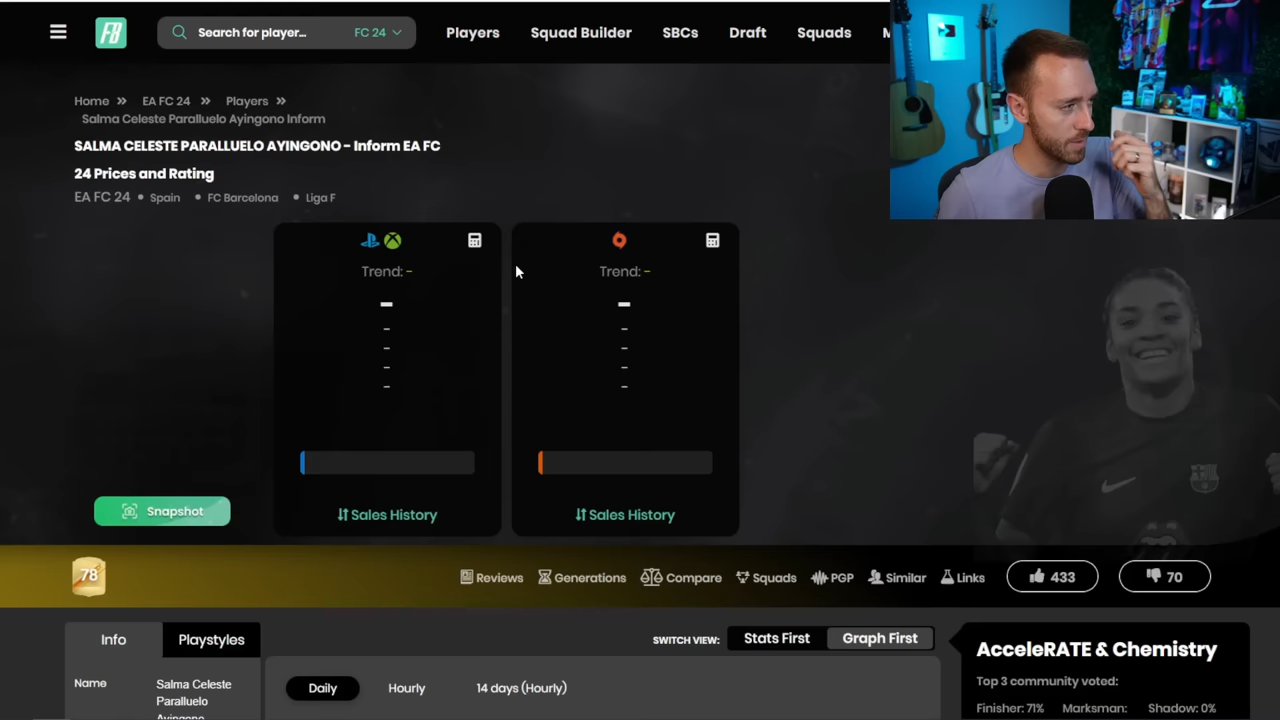 FB
Search for player...
FC 24
Players
Squad Builder
SBCs
Draft
Squads
Home
EA FC 24
Players
Salma Celeste Paralluelo Ayingono Inform
SALMA CELESTE PARALLUELO AYINGONO - Inform EA FC
24 Prices and Rating
EA FC 24 • Spain • FC Barcelona • Liga F
Trend: -
-
-
-
-
-
Sales History
Trend: -
-
-
-
-
-
Sales History
Snapshot
78
Reviews
Generations
Compare
Squads
PGP
Similar
Links
433
70
Info
Playstyles
SWITCH VIEW:
Stats First
Graph First
Name
Salma Celeste
Paralluelo
Daily
Hourly
14 days (Hourly)
AcceleRATE & Chemistry
Top 3 community voted:
Finisher: 71%
Marksman:
Shadow: 0%